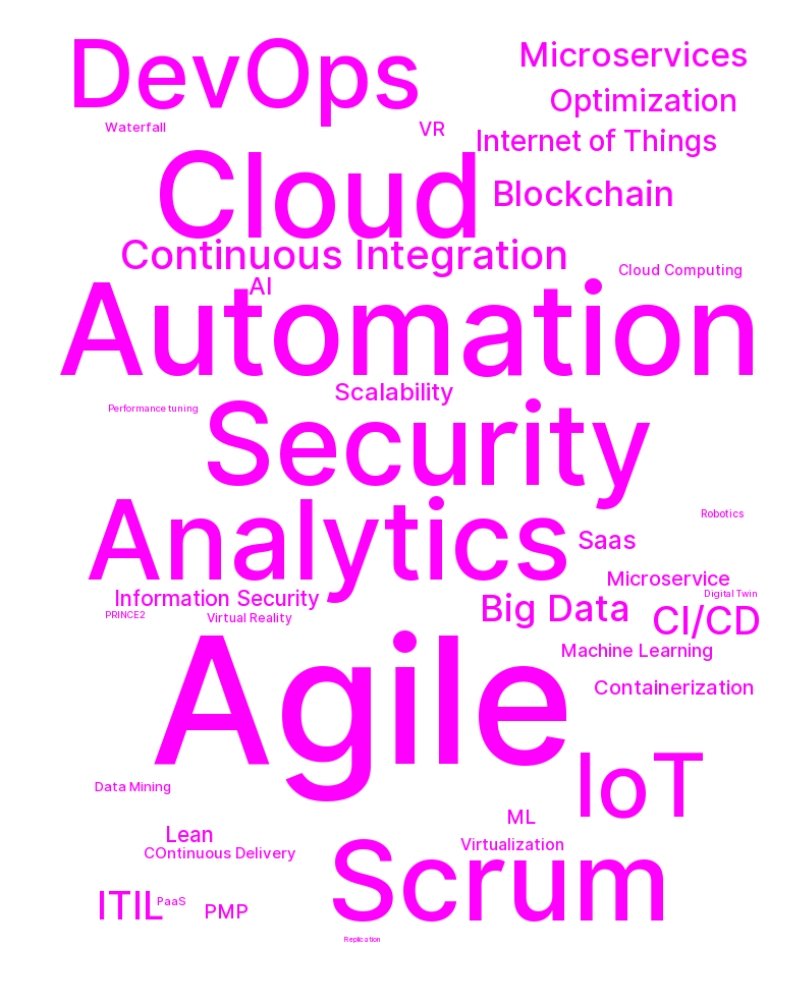 DevOps
Microservices
Optimization
Waterfall
VR
Internet of Things
Cloud
Blockchain
Continuous Integration
Cloud Computing
AI
Automation
Scalability
Performance tuning
Security
Analytics
Robotics
Saas
Microservice
Digital Twin
Information Security
Big Data
CI/CD
PRINCE2
Virtual Reality
Machine Learning
Agile
Containerization
IoT
Data Mining
ML
Lean
Virtualization
COntinuous Delivery
Scrum
ITIL
PaaS
PMP
Replication